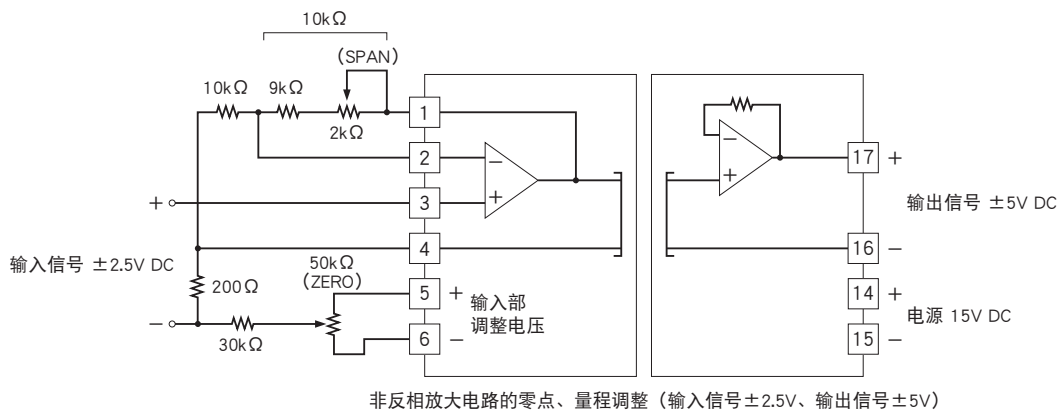 10kΩ
(SPAN)
10kΩ 9kΩ
2kΩ
1
2
3
4
5
6
−
+
+
输入信号 ±2.5V DC
200Ω
50kΩ
(ZERO)
−
30kΩ
+
−
输入部
调整电压
−
+
17 +
输出信号 ±5V DC
16 −
14 +
电源 15V DC
15 −
非反相放大电路的零点、量程调整（输入信号±2.5V、输出信号±5V）